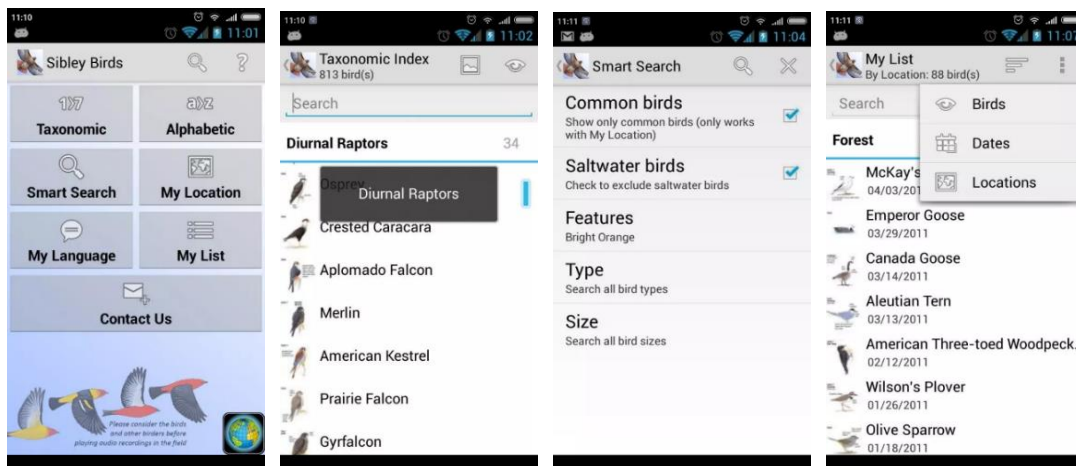 11:10
11:01
Sibley Birds
Taxonomic
Alphabetic
Smart Search
My Location
My Language
My List
Contact Us
Please consider the birds
and other birders before
playing audio recordings in the field
11:10
11:02
Taxonomic Index
813 bird(s)
Search
Diurnal Raptors 34
Osprey
Diurnal Raptors
Crested Caracara
Aplomado Falcon
Merlin
American Kestrel
Prairie Falcon
Gyrfalcon
11:11
11:04
Smart Search
Common birds
Show only common birds (only works
with My Location)
Saltwater birds
Check to exclude saltwater birds
Features
Bright Orange
Type
Search all bird types
Size
Search all bird sizes
11:11
11:07
My List
By Location: 88 bird(s)
Search
Birds
Dates
Locations
Forest
McKay's
04/03/201
Emperor Goose
03/29/2011
Canada Goose
03/14/2011
Aleutian Tern
03/13/2011
American Three-toed Woodpeck.
02/12/2011
Wilson's Plover
01/26/2011
Olive Sparrow
01/18/2011